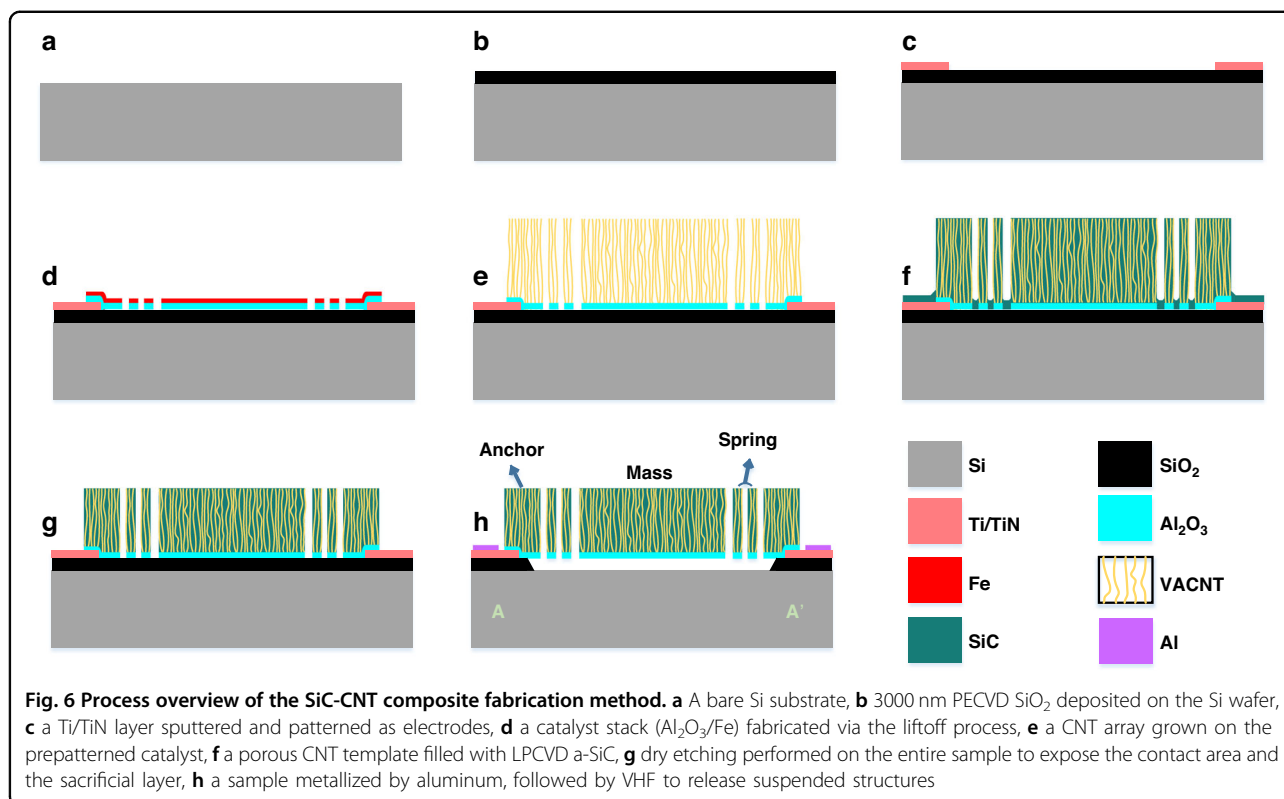 a
b
c
d
e
f
Anchor
Mass
Spring
g
h
A
A'
Si
SiO₂
Ti/TiN
Al₂O₃
Fe
VACNT
SiC
Al
Fig. 6 Process overview of the SiC-CNT composite fabrication method. a A bare Si substrate, b 3000 nm PECVD SiO₂ deposited on the Si wafer,
c a Ti/TiN layer sputtered and patterned as electrodes, d a catalyst stack (Al₂O₃/Fe) fabricated via the liftoff process, e a CNT array grown on the
prepatterned catalyst, f a porous CNT template filled with LPCVD a-SiC, g dry etching performed on the entire sample to expose the contact area and
the sacrificial layer, h a sample metallized by aluminum, followed by VHF to release suspended structures